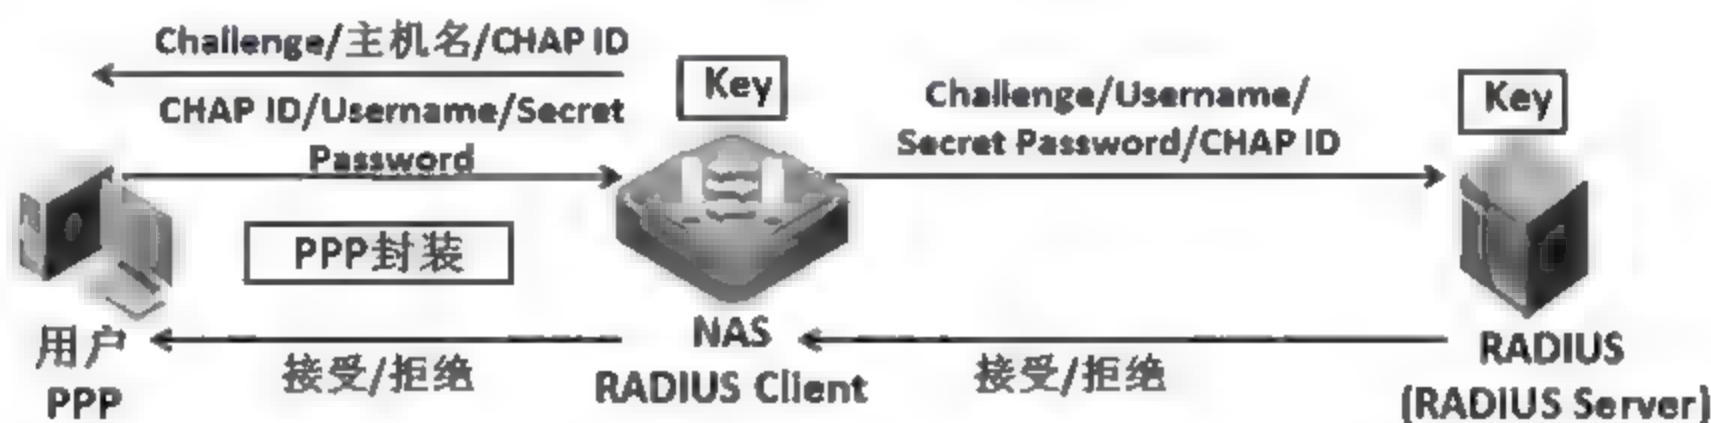 Challenge/主机名/CHAP ID
CHAP ID/Username/Secret
Password
PPP封装
用户
PPP
接受/拒绝
Key
NAS
RADIUS Client
Challenge/Username/
Secret Password/CHAP ID
接受/拒绝
Key
RADIUS
(RADIUS Server)